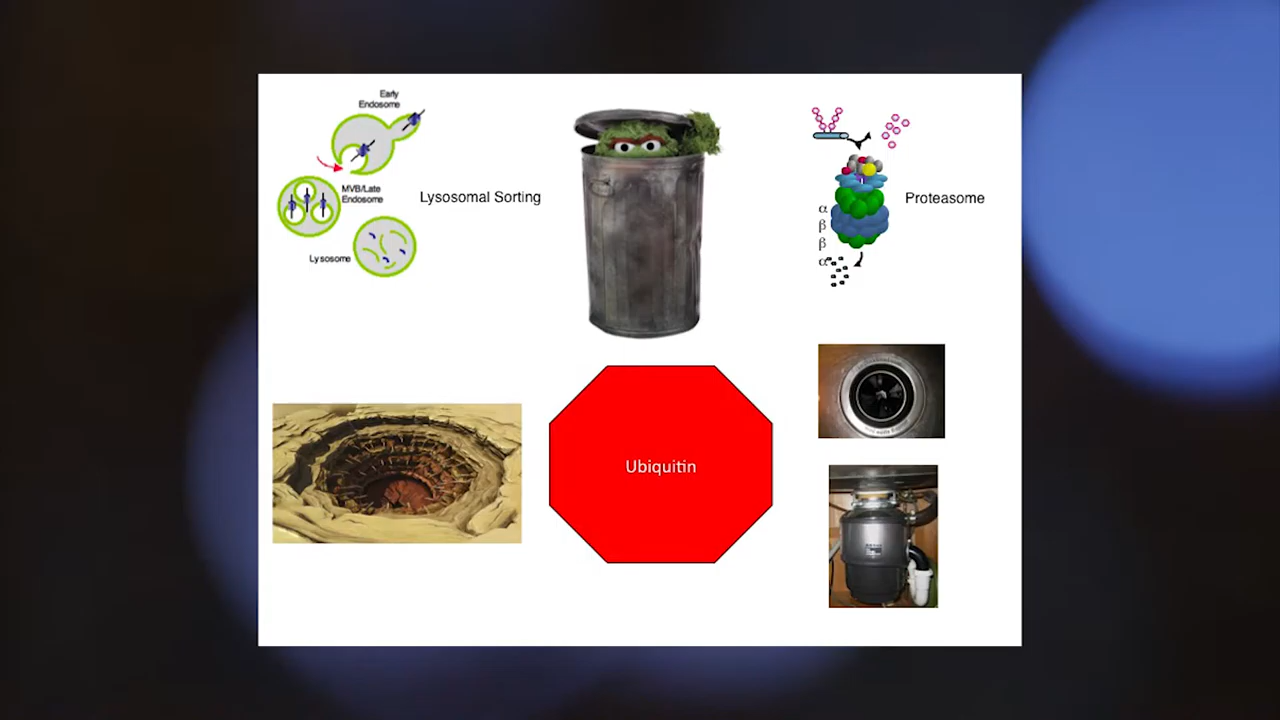 Early
Endosome
MVB/Late
Endosome
Lysosome
Lysosomal Sorting
Proteasome
α
β
β
α
Ubiquitin